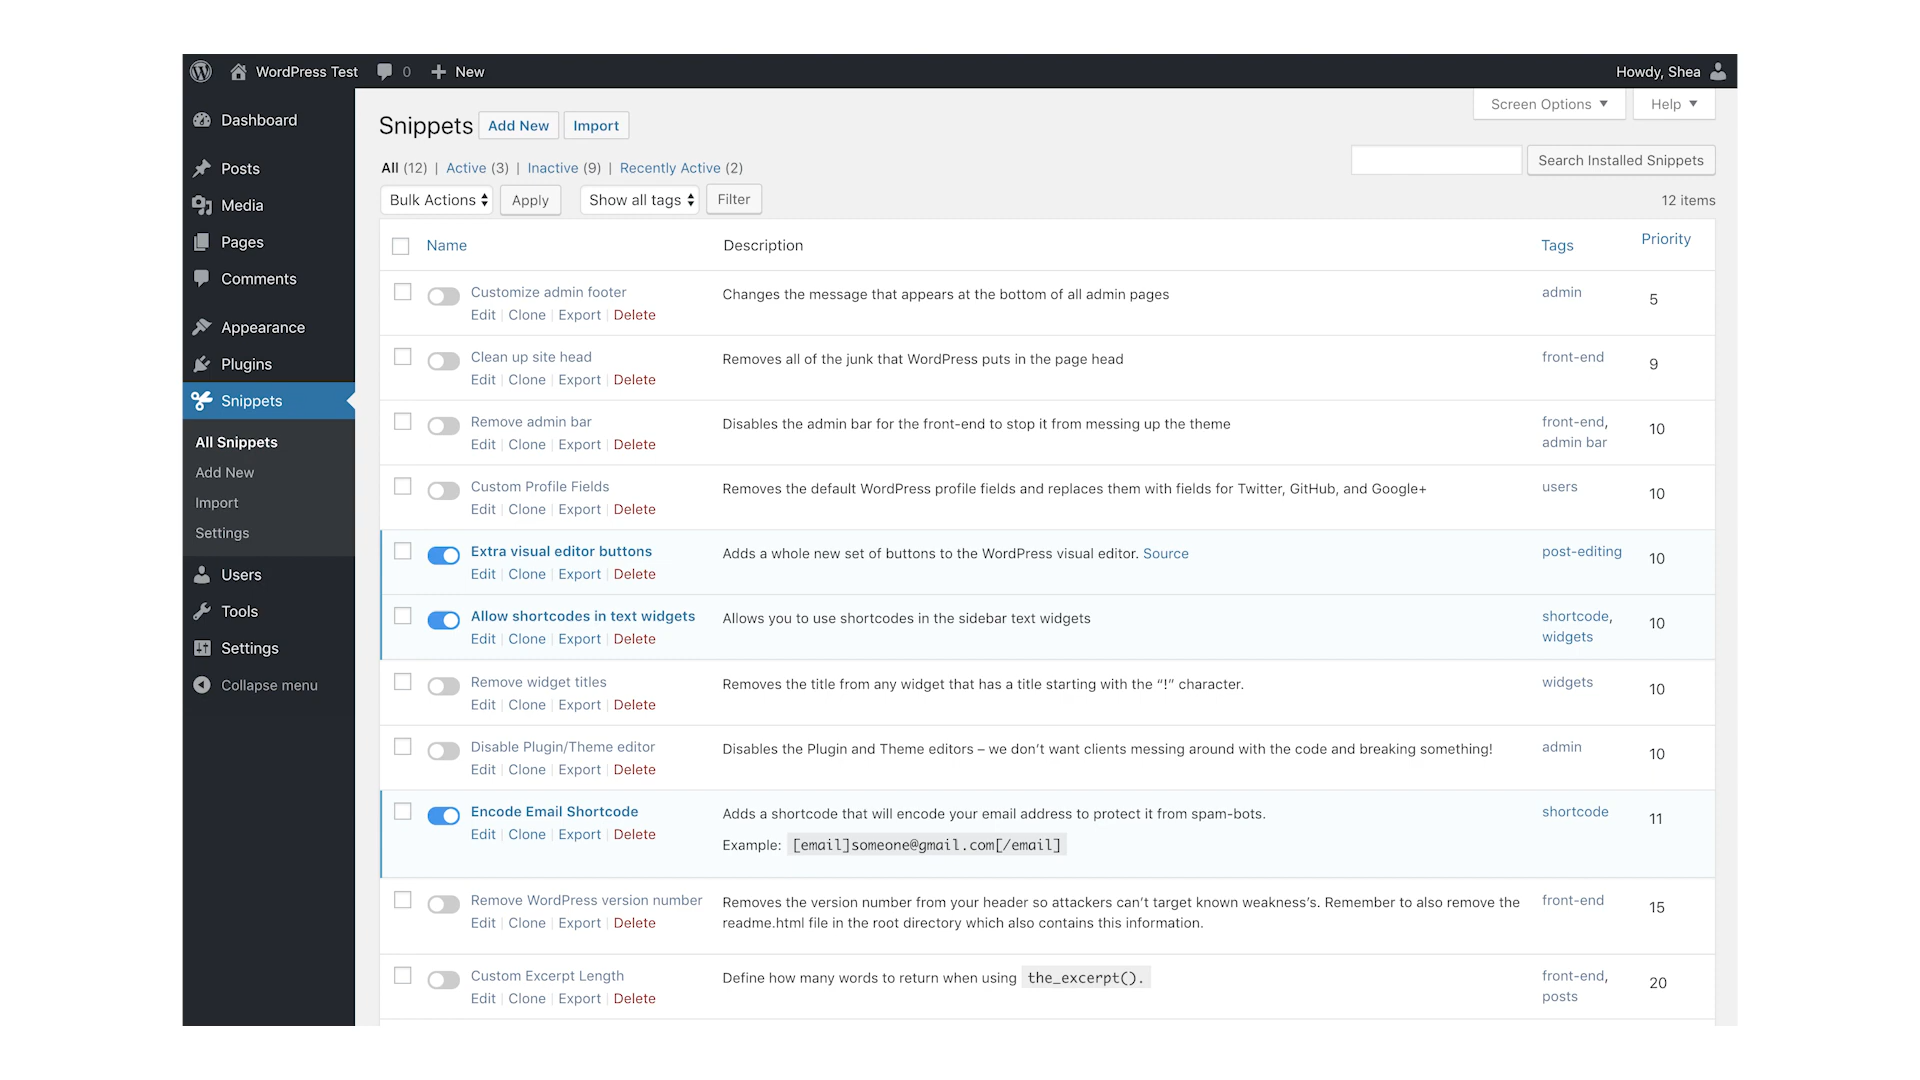 WordPress Test 0 New Howdy, Shea
Screen Options Help
Dashboard
Posts
Media
Pages
Comments
Appearance
Plugins
Snippets
All Snippets
Add New
Import
Settings
Users
Tools
Settings
Collapse menu
Snippets Add New Import
All (12) | Active (3) | Inactive (9) | Recently Active (2)
Search Installed Snippets
Bulk Actions Apply Show all tags Filter
12 items
Name Description Tags Priority
Customize admin footer
Edit | Clone | Export | Delete
Changes the message that appears at the bottom of all admin pages
admin
5
Clean up site head
Edit | Clone | Export | Delete
Removes all of the junk that WordPress puts in the page head
front-end
9
Remove admin bar
Edit | Clone | Export | Delete
Disables the admin bar for the front-end to stop it from messing up the theme
front-end,
admin bar
10
Custom Profile Fields
Edit | Clone | Export | Delete
Removes the default WordPress profile fields and replaces them with fields for Twitter, GitHub, and Google+
users
10
Extra visual editor buttons
Edit | Clone | Export | Delete
Adds a whole new set of buttons to the WordPress visual editor. Source
post-editing
10
Allow shortcodes in text widgets
Edit | Clone | Export | Delete
Allows you to use shortcodes in the sidebar text widgets
shortcode,
widgets
10
Remove widget titles
Edit | Clone | Export | Delete
Removes the title from any widget that has a title starting with the “!” character.
widgets
10
Disable Plugin/Theme editor
Edit | Clone | Export | Delete
Disables the Plugin and Theme editors – we don’t want clients messing around with the code and breaking something!
admin
10
Encode Email Shortcode
Edit | Clone | Export | Delete
Adds a shortcode that will encode your email address to protect it from spam-bots.
Example: [email]someone@gmail.com[/email]
shortcode
11
Remove WordPress version number
Edit | Clone | Export | Delete
Removes the version number from your header so attackers can’t target known weakness’s. Remember to also remove the
readme.html file in the root directory which also contains this information.
front-end
15
Custom Excerpt Length
Edit | Clone | Export | Delete
Define how many words to return when using the_excerpt().
front-end,
posts
20